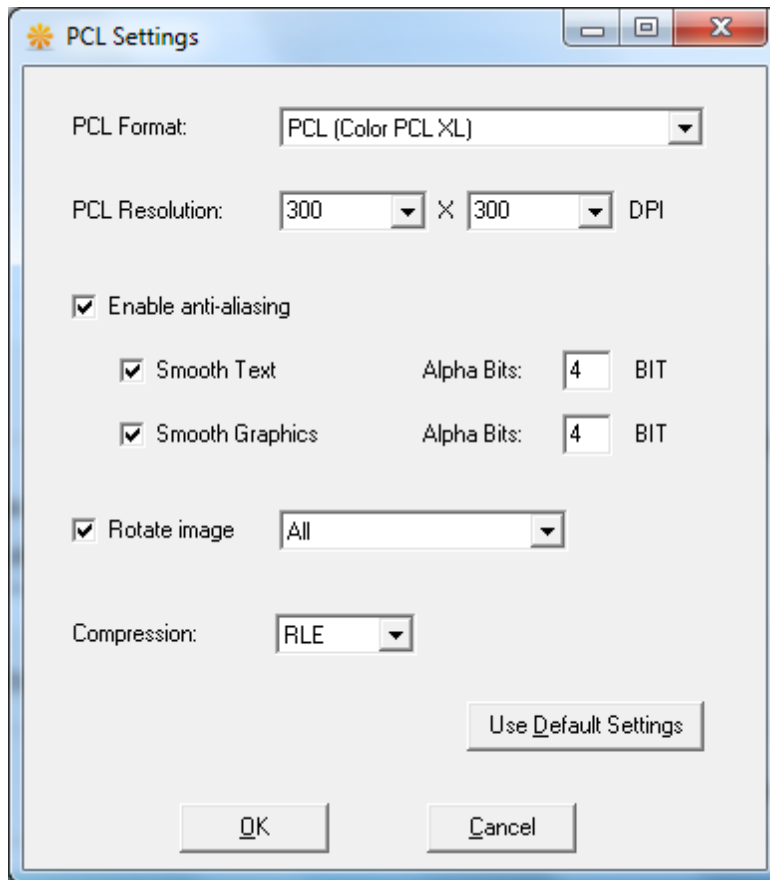 PCL Settings
PCL Format: PCL (Color PCL XL)
PCL Resolution: 300 X 300 DPI
Enable anti-aliasing
Smooth Text Alpha Bits: 4 BIT
Smooth Graphics Alpha Bits: 4 BIT
Rotate image All
Compression: RLE
Use Default Settings
OK Cancel